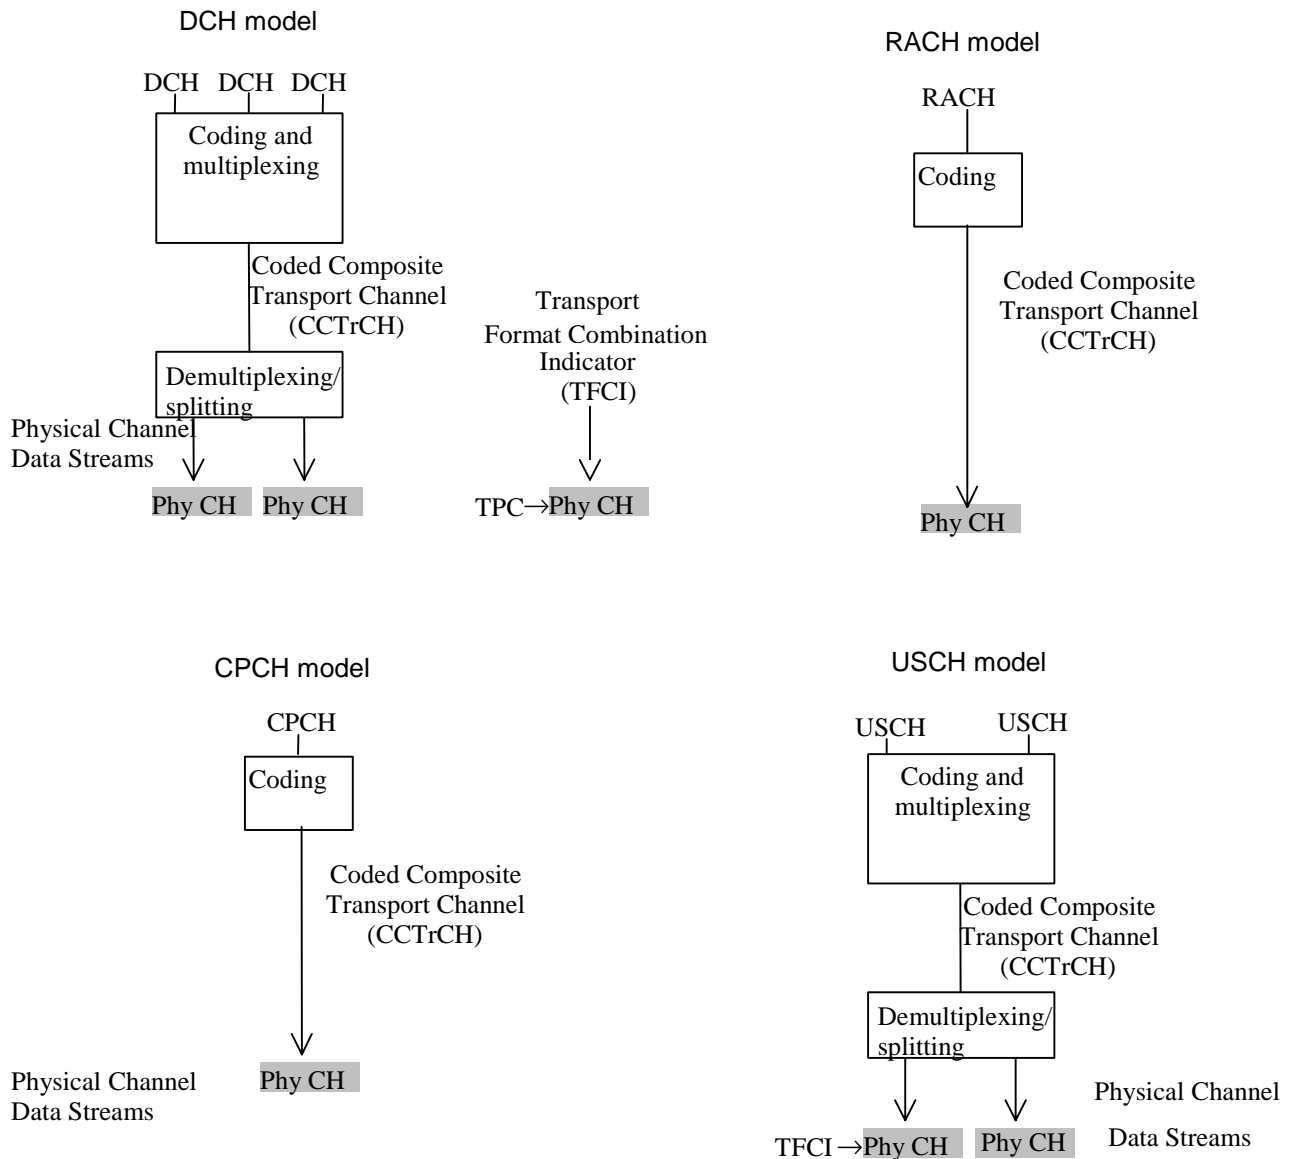 DCH model
DCH DCH DCH
Coding and
multiplexing
Coded Composite
Transport Channel
(CCTrCH)
Demultiplexing/
splitting
Physical Channel
Data Streams
Phy CH Phy CH
Transport
Format Combination
Indicator
(TFCI)
TPC→Phy CH
RACH model
RACH
Coding
Coded Composite
Transport Channel
(CCTrCH)
Phy CH
CPCH model
CPCH
Coding
Coded Composite
Transport Channel
(CCTrCH)
Physical Channel
Data Streams
Phy CH
USCH model
USCH USCH
Coding and
multiplexing
Coded Composite
Transport Channel
(CCTrCH)
Demultiplexing/
splitting
TFCI→Phy CH Phy CH
Physical Channel
Data Streams